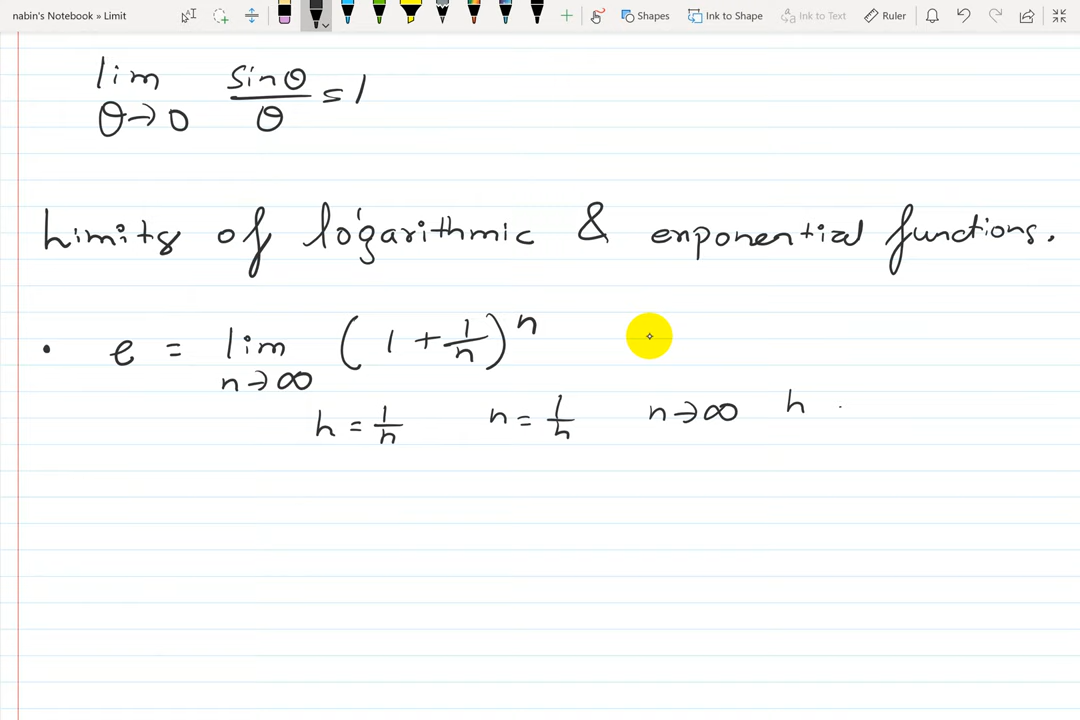 nabin's Notebook » Limit Shapes Ink to Shape Ink to Text Ruler
lim θ→0 sinθ/θ = 1
Limits of logarithmic & exponential functions.
• e = lim n→∞ (1 + 1/n)^n
h = 1/n n = 1/h n→∞ h